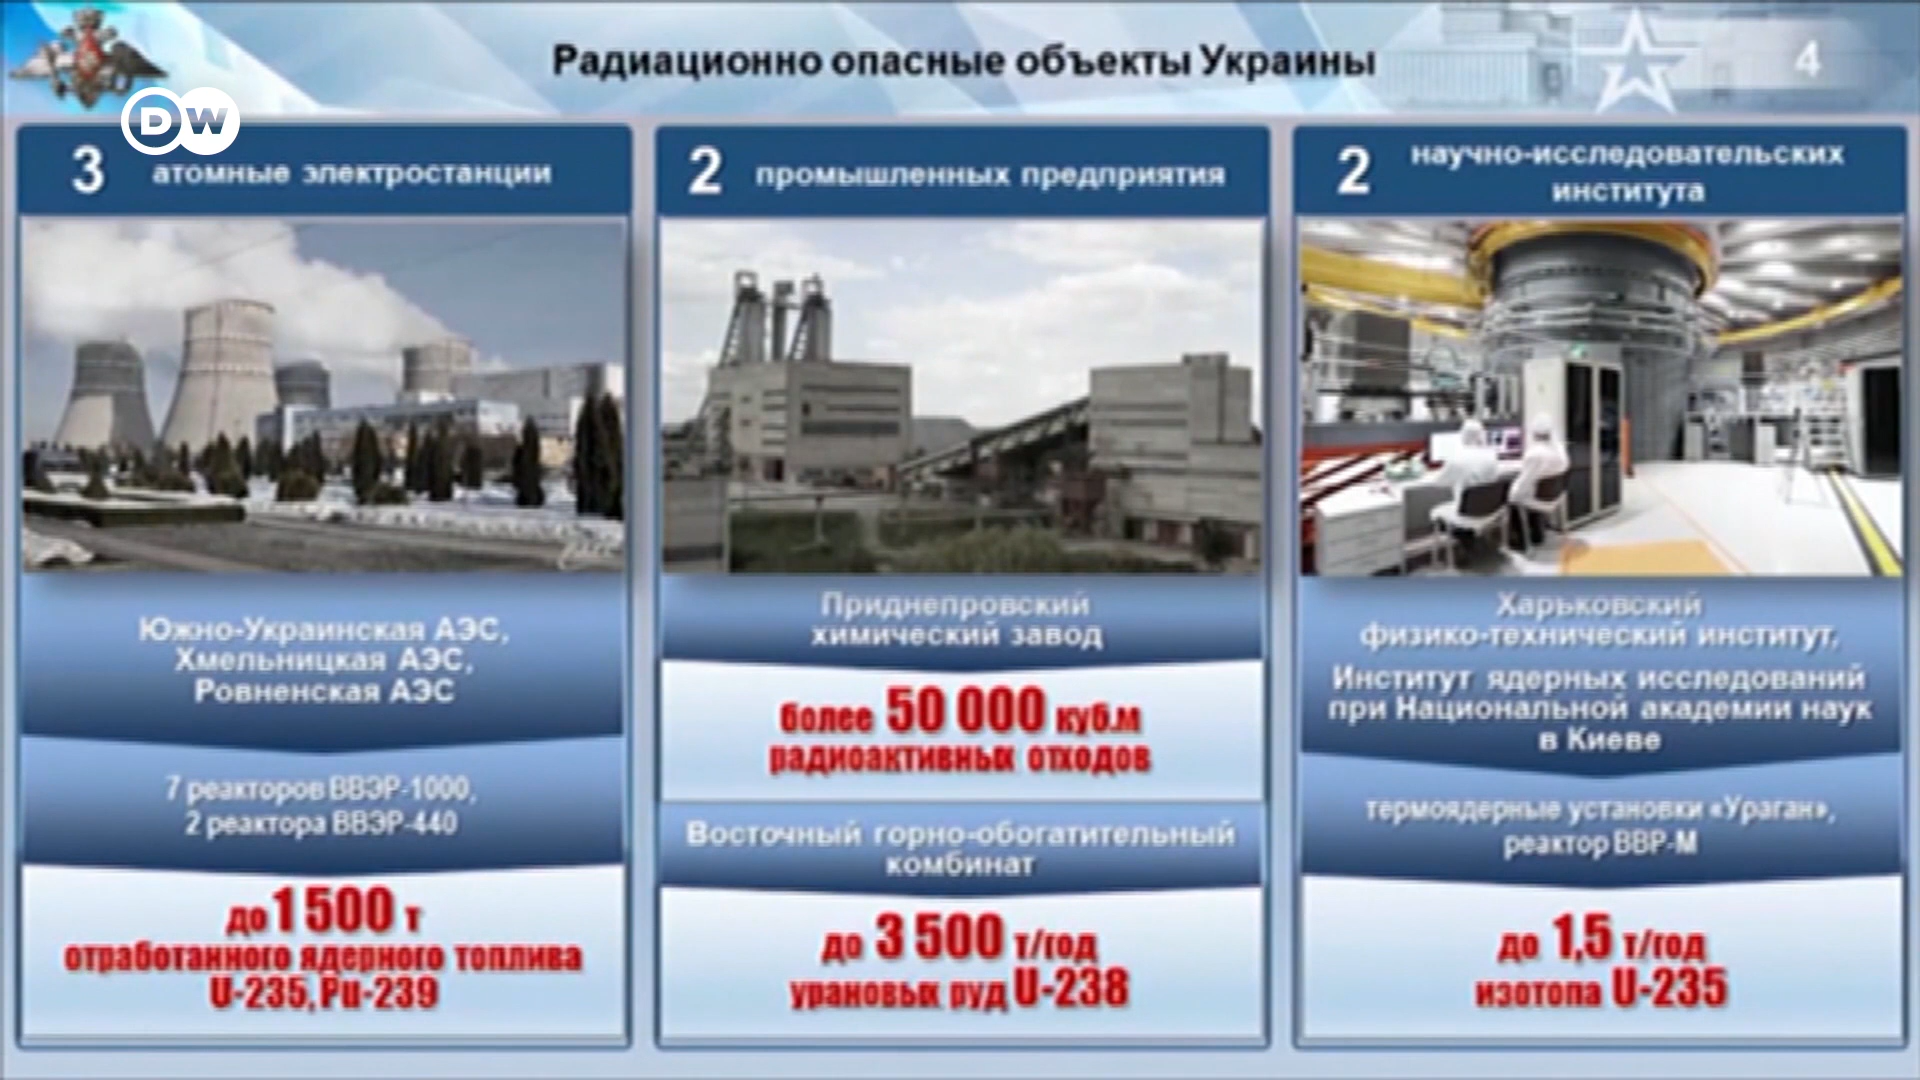 Радиационно опасные объекты Украины
4
DW
3 атомные электростанции
Южно-Украинская АЭС,
Хмельницкая АЭС,
Ровненская АЭС
7 реакторов ВВЭР-1000,
2 реактора ВВЭР-440
до 1 500 т
отработанного ядерного топлива
U-235, Pu-239
2 промышленных предприятия
Приднепровский
химический завод
более 50 000 куб.м
радиоактивных отходов
Восточный горно-обогатительный
комбинат
до 3 500 т/год
урановых руд U-238
2 научно-исследовательских
института
Харьковский
физико-технический институт,
Институт ядерных исследований
при Национальной академии наук
в Киеве
термоядерные установки «Ураган»,
реактор ВВР-М
до 1,5 т/год
изотопа U-235